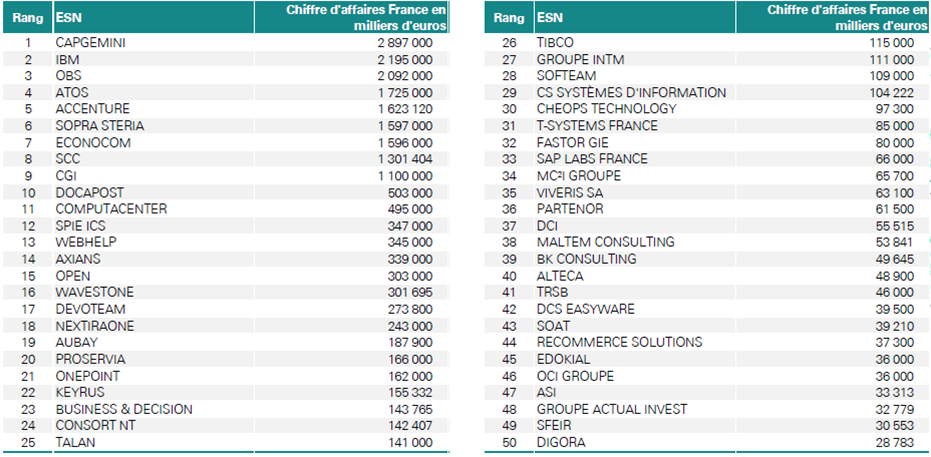 Rang ESN Chiffre d'affaires France en
milliers d'euros
1 CAPGEMINI 2 897 000
2 IBM 2 195 000
3 OBS 2 092 000
4 ATOS 1 725 000
5 ACCENTURE 1 623 120
6 SOPRA STERIA 1 597 000
7 ECONOCOM 1 596 000
8 SCC 1 301 404
9 CGI 1 100 000
10 DOCAPOST 503 000
11 COMPUTACENTER 495 000
12 SPIE ICS 347 000
13 WEBHELP 345 000
14 AXIANS 339 000
15 OPEN 303 000
16 WAVESTONE 301 695
17 DEVOTEAM 273 800
18 NEXTIRAONE 243 000
19 AUBAY 187 900
20 PROSERVIA 166 000
21 ONEPOINT 162 000
22 KEYRUS 155 332
23 BUSINESS & DECISION 143 765
24 CONSORT NT 142 407
25 TALAN 141 000
Rang ESN Chiffre d'affaires France en
milliers d'euros
26 TIBCO 115 000
27 GROUPE INTM 111 000
28 SOFTEAM 109 000
29 CS SYSTÈMES D'INFORMATION 104 222
30 CHEOPS TECHNOLOGY 97 300
31 T-SYSTEMS FRANCE 85 000
32 FASTOR GIE 80 000
33 SAP LABS FRANCE 66 000
34 MC²I GROUPE 65 700
35 VIVERIS SA 63 100
36 PARTENOR 61 500
37 DCI 55 515
38 MALTEM CONSULTING 53 841
39 BK CONSULTING 49 645
40 ALTECA 48 900
41 TRSB 46 000
42 DCS EASYWARE 39 500
43 SOAT 39 210
44 RECOMMERCE SOLUTIONS 37 300
45 EDOKIAL 36 000
46 OCI GROUPE 36 000
47 ASI 33 313
48 GROUPE ACTUAL INVEST 32 779
49 SFEIR 30 553
50 DIGORA 28 783